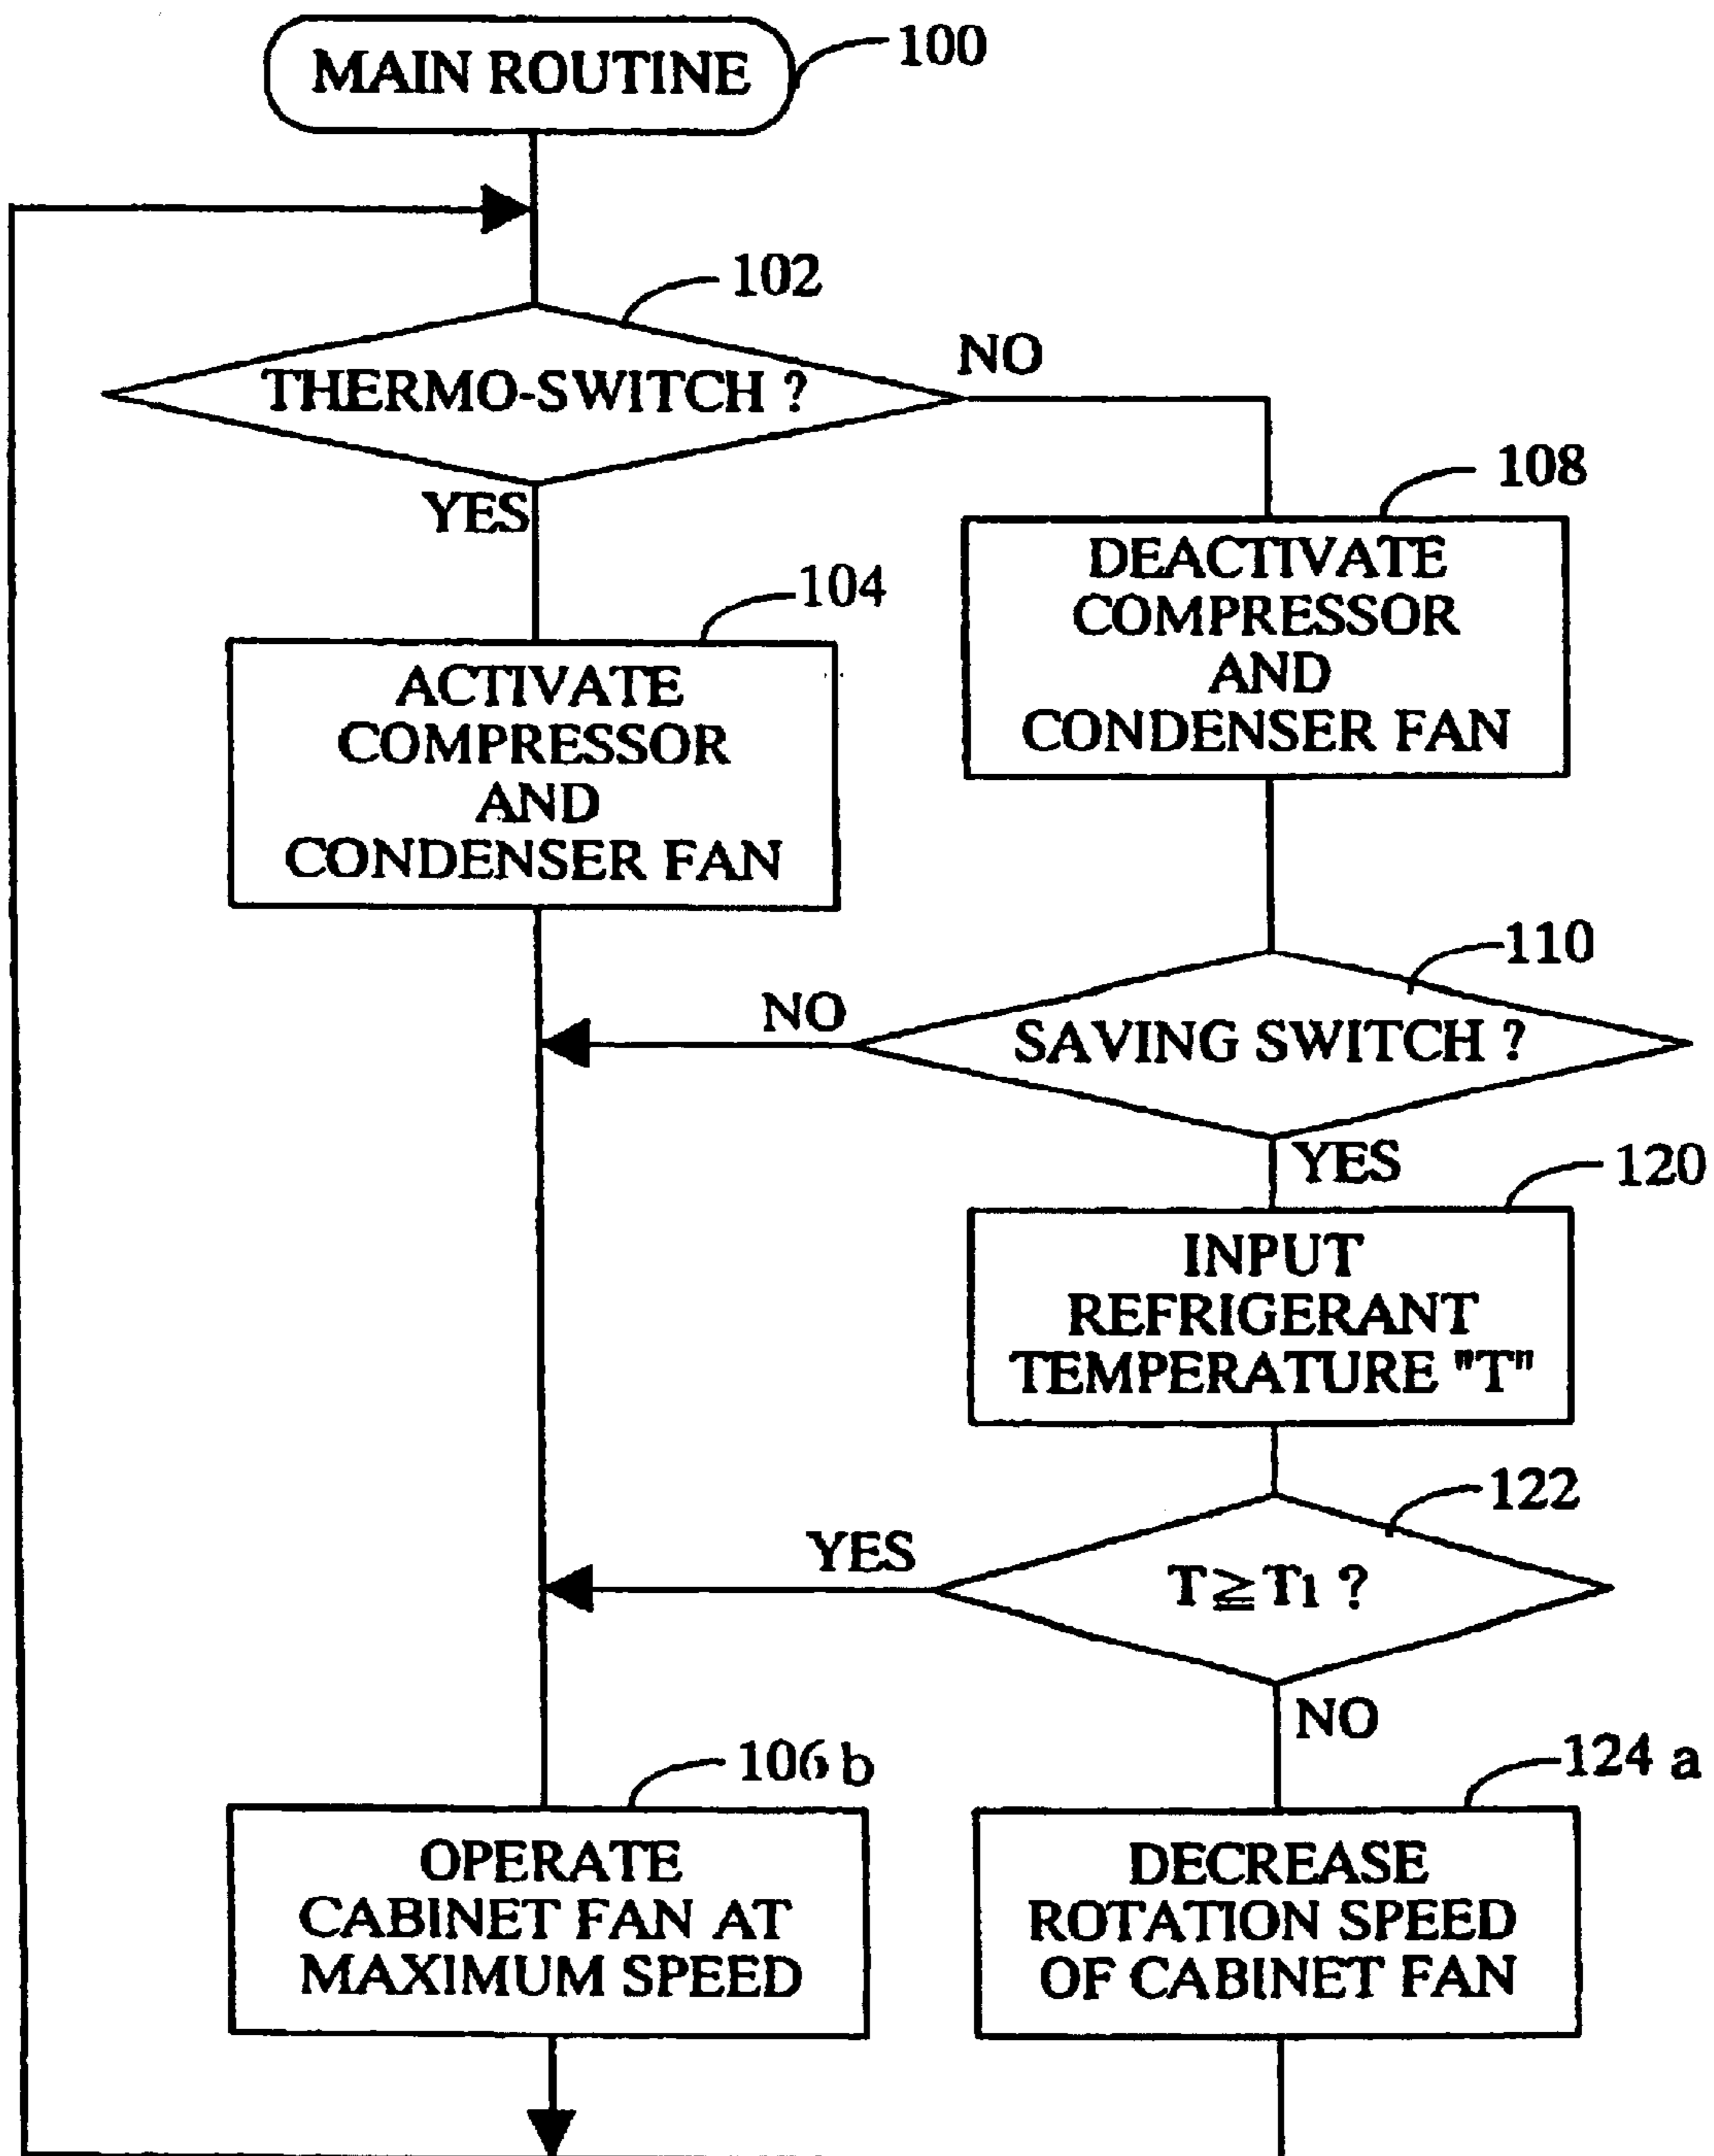 MAIN ROUTINE
100
102
THERMO-SWITCH ?
NO
YES
108
DEACTIVATE
COMPRESSOR
AND
CONDENSER FAN
104
ACTIVATE
COMPRESSOR
AND
CONDENSER FAN
110
SAVING SWITCH ?
NO
YES
120
INPUT
REFRIGERANT
TEMPERATURE "T"
122
T≧T1 ?
YES
NO
106 b
OPERATE
CABINET FAN AT
MAXIMUM SPEED
124 a
DECREASE
ROTATION SPEED
OF CABINET FAN